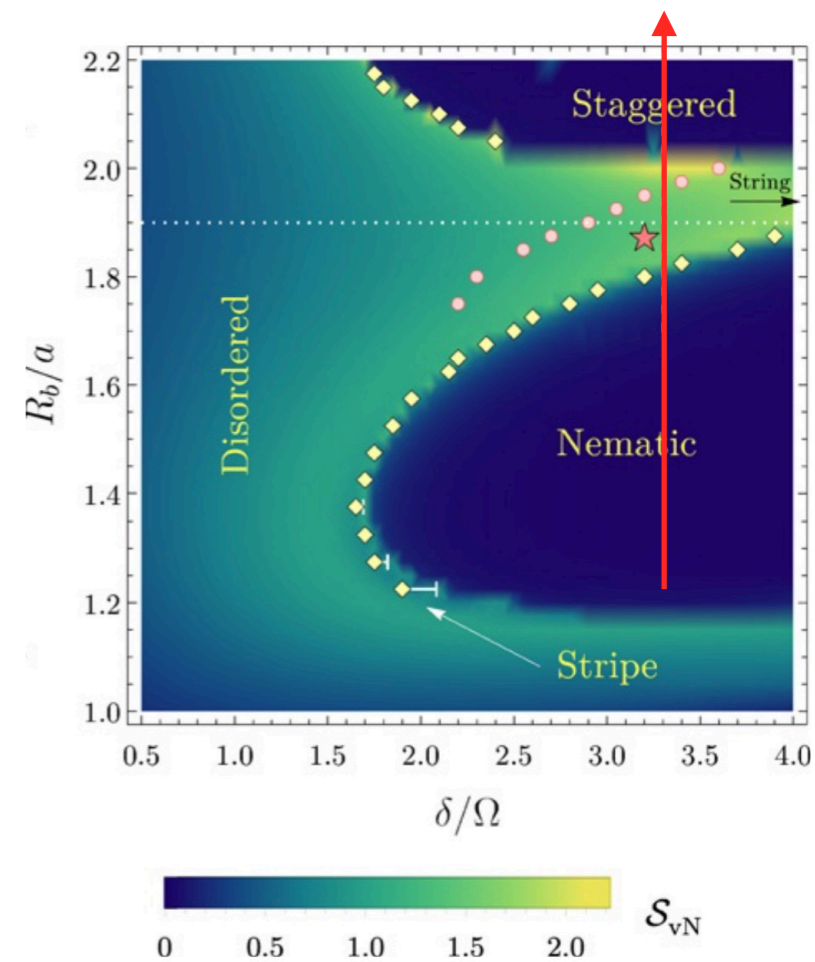 2.2
Staggered
2.0
String
1.8
Disordered
R_b/a
1.6
Nematic
1.4
1.2
Stripe
1.0
0.5 1.0 1.5 2.0 2.5 3.0 3.5 4.0
δ/Ω
S_vN
0 0.5 1.0 1.5 2.0